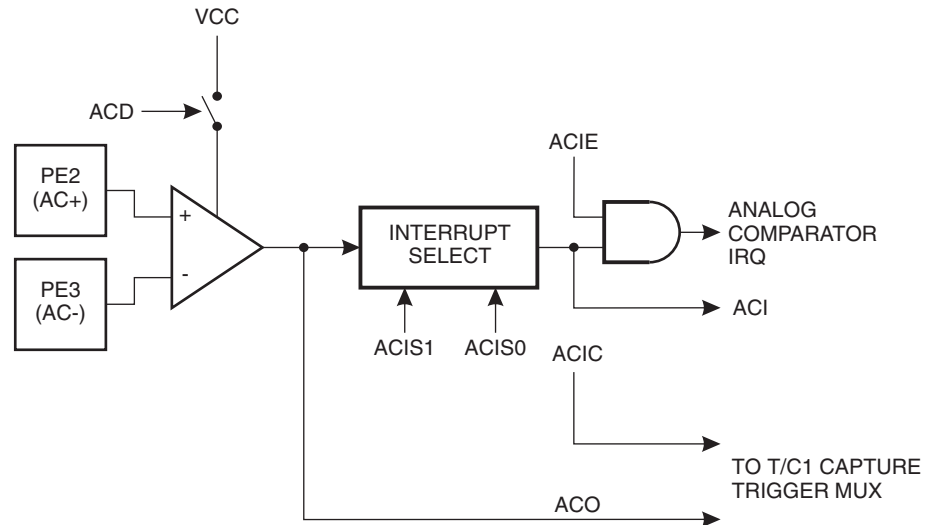 VCC
ACD
ACIE
PE2
(AC+)
+
ANALOG
COMPARATOR
IRQ
INTERRUPT
SELECT
-
PE3
(AC-)
ACI
ACIS1
ACIS0
ACIC
TO T/C1 CAPTURE
TRIGGER MUX
ACO